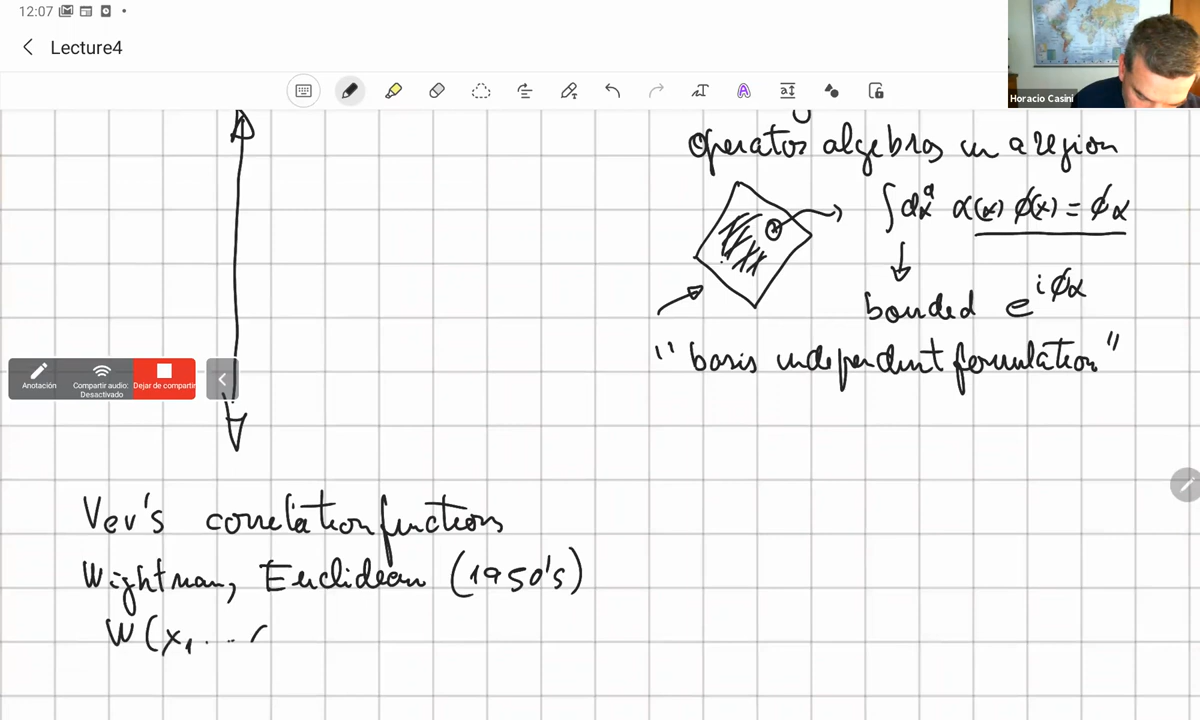 12:07
Lecture4
Horacio Casini
operator algebras in a region
∫ dx^d α(x) ϕ(x) = ϕα
bounded e^iϕα
"basis independent formulation"
Anotación
Compartir audio: Desactivado
Dejar de compartir
Vev's correlation functions
Wightman, Euclidean (1950's)
W(x₁ ...